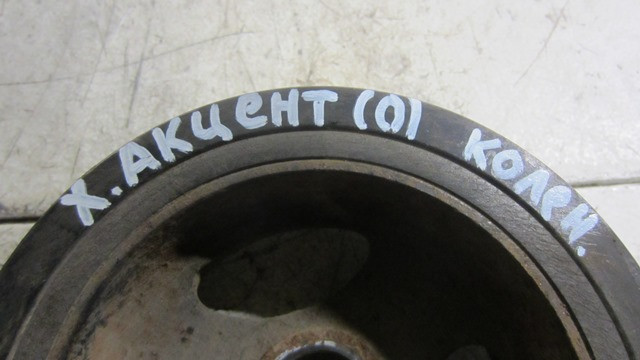 Х. Акцент (0) колен.